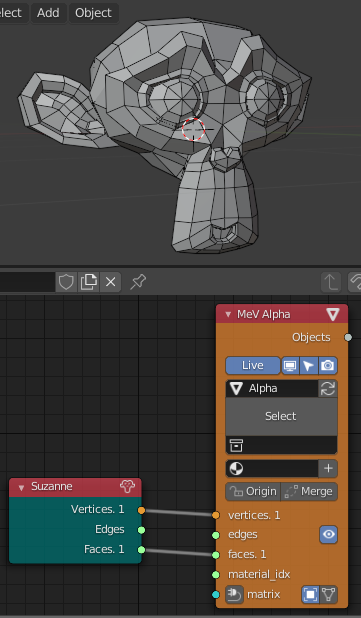 elect Add Object
MeV Alpha
Objects
Live
Alpha
Select
Origin Merge
Suzanne
Vertices. 1
Edges
Faces. 1
vertices. 1
edges
faces. 1
material_idx
matrix